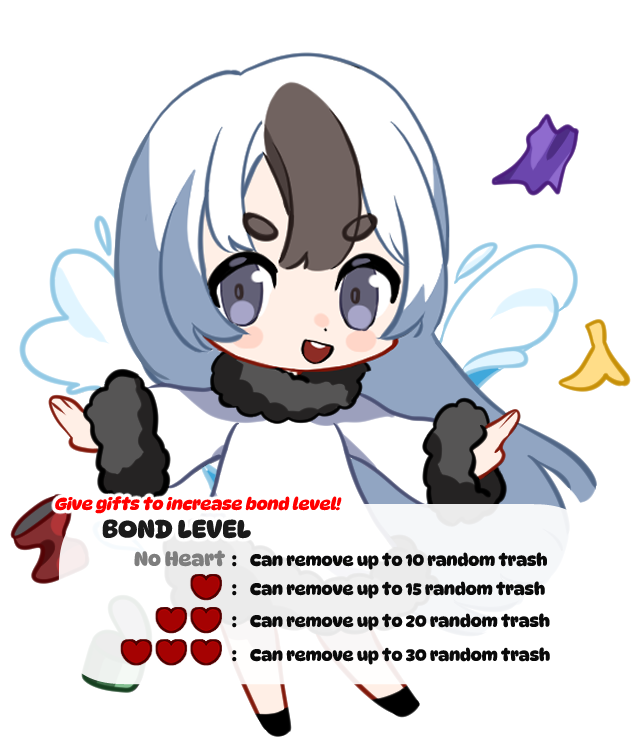 Give gifts to increase bond level!
BOND LEVEL
No Heart : Can remove up to 10 random trash
: Can remove up to 15 random trash
: Can remove up to 20 random trash
: Can remove up to 30 random trash